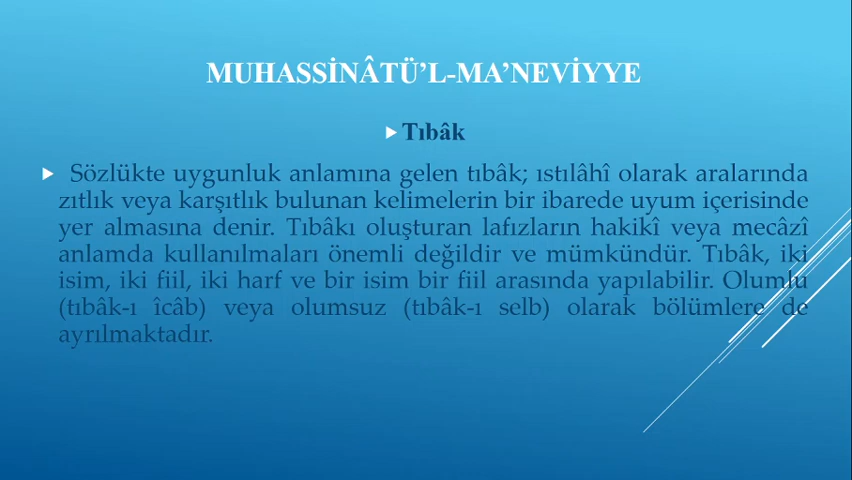 MUHASSİNÂTÜ’L-MA’NEVİYYE
Tıbâk
Sözlükte uygunluk anlamına gelen tıbâk; ıstılâhî olarak aralarında
zıtlık veya karşıtlık bulunan kelimelerin bir ibarede uyum içerisinde
yer almasına denir. Tıbâkı oluşturan lafızların hakikî veya mecâzî
anlamda kullanılmaları önemli değildir ve mümkündür. Tıbâk, iki
isim, iki fiil, iki harf ve bir isim bir fiil arasında yapılabilir. Olumlu
(tıbâk-ı îcâb) veya olumsuz (tıbâk-ı selb) olarak bölümlere de
ayrılmaktadır.